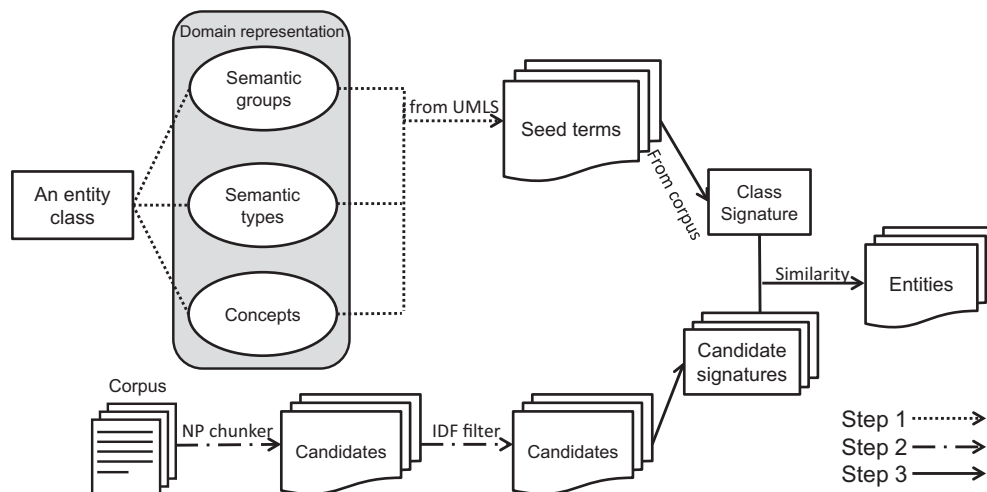 Domain representation
Semantic
groups
from UMLS
Seed terms
An entity
class
Semantic
types
From corpus
Class
Signature
Similarity
Entities
Concepts
Candidate
signatures
Corpus
NP chunker
Candidates
IDF filter
Candidates
Step 1
Step 2
Step 3